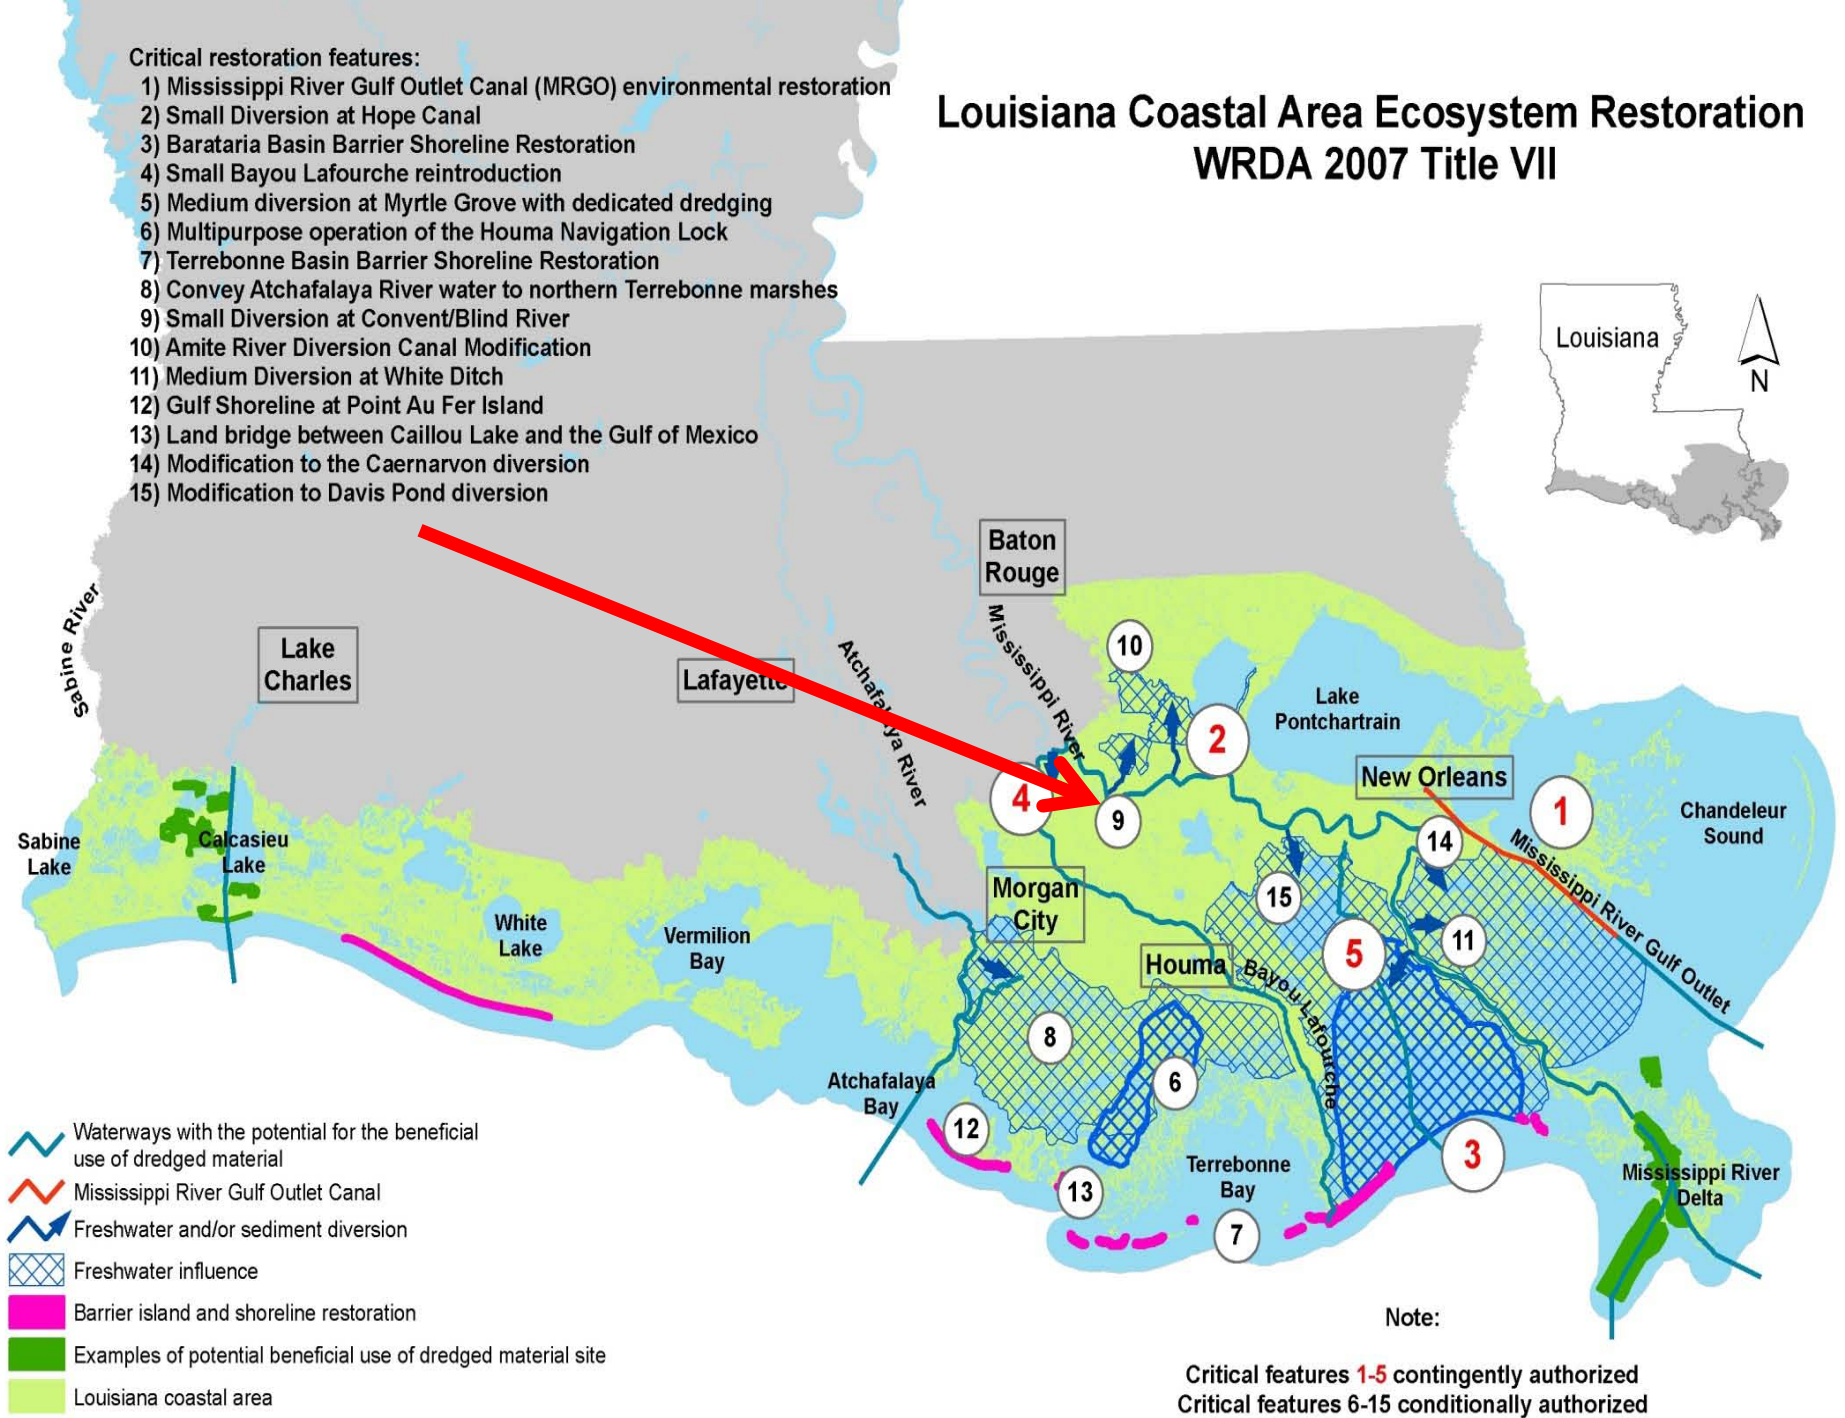 Critical restoration features:
1) Mississippi River Gulf Outlet Canal (MRGO) environmental restoration
2) Small Diversion at Hope Canal
3) Barataria Basin Barrier Shoreline Restoration
4) Small Bayou Lafourche reintroduction
5) Medium diversion at Myrtle Grove with dedicated dredging
6) Multipurpose operation of the Houma Navigation Lock
7) Terrebonne Basin Barrier Shoreline Restoration
8) Convey Atchafalaya River water to northern Terrebonne marshes
9) Small Diversion at Convent/Blind River
10) Amite River Diversion Canal Modification
11) Medium Diversion at White Ditch
12) Gulf Shoreline at Point Au Fer Island
13) Land bridge between Caillou Lake and the Gulf of Mexico
14) Modification to the Caernarvon diversion
15) Modification to Davis Pond diversion
Louisiana Coastal Area Ecosystem Restoration
WRDA 2007 Title VII
Louisiana
N
Baton
Rouge
Sabine River
Lake
Charles
Lafayette
Atchafalaya River
Mississippi River
10
2
Lake
Pontchartrain
New Orleans
1
Chandeleur
Sound
4
9
14
Mississippi River Gulf Outlet
Sabine
Lake
Calcasieu
Lake
White
Lake
Vermilion
Bay
Morgan
City
15
11
5
Houma
Bayou Lafourche
8
6
Atchafalaya
Bay
12
13
Terrebonne
Bay
7
3
Mississippi River
Delta
Waterways with the potential for the beneficial
use of dredged material
Mississippi River Gulf Outlet Canal
Freshwater and/or sediment diversion
Freshwater influence
Barrier island and shoreline restoration
Examples of potential beneficial use of dredged material site
Louisiana coastal area
Note:
Critical features 1-5 contingently authorized
Critical features 6-15 conditionally authorized